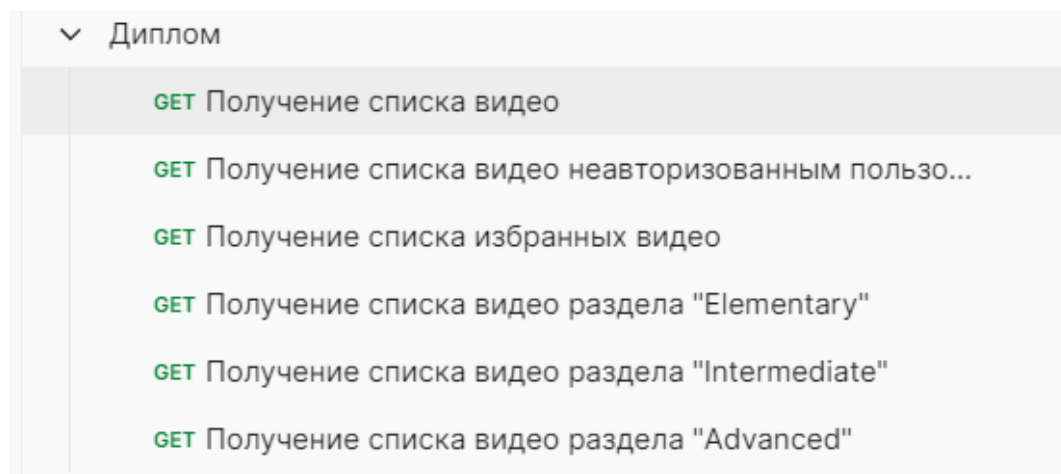 Диплом
GET Получение списка видео
GET Получение списка видео неавторизованным пользо...
GET Получение списка избранных видео
GET Получение списка видео раздела "Elementary"
GET Получение списка видео раздела "Intermediate"
GET Получение списка видео раздела "Advanced"